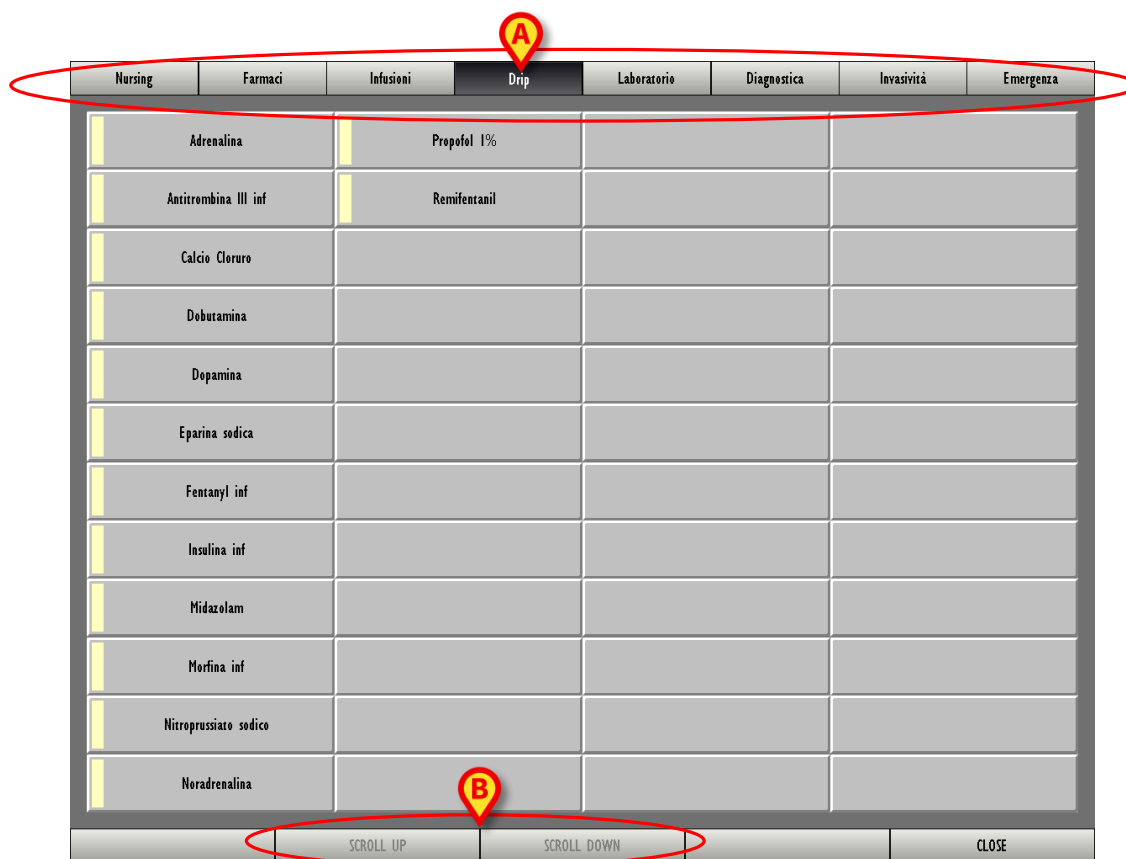 A
Nursing Farmaci Infusioni Drip Laboratorio Diagnostica Invasività Emergenza
Adrenalina Propofol 1%
Antitrombina III inf Remifentanil
Calcio Cloruro
Dobutamina
Dopamina
Eparina sodica
Fentanyl inf
Insulina inf
Midazolam
Morfina inf
Nitroprussiato sodico
Noradrenalina
B
SCROLL UP SCROLL DOWN CLOSE